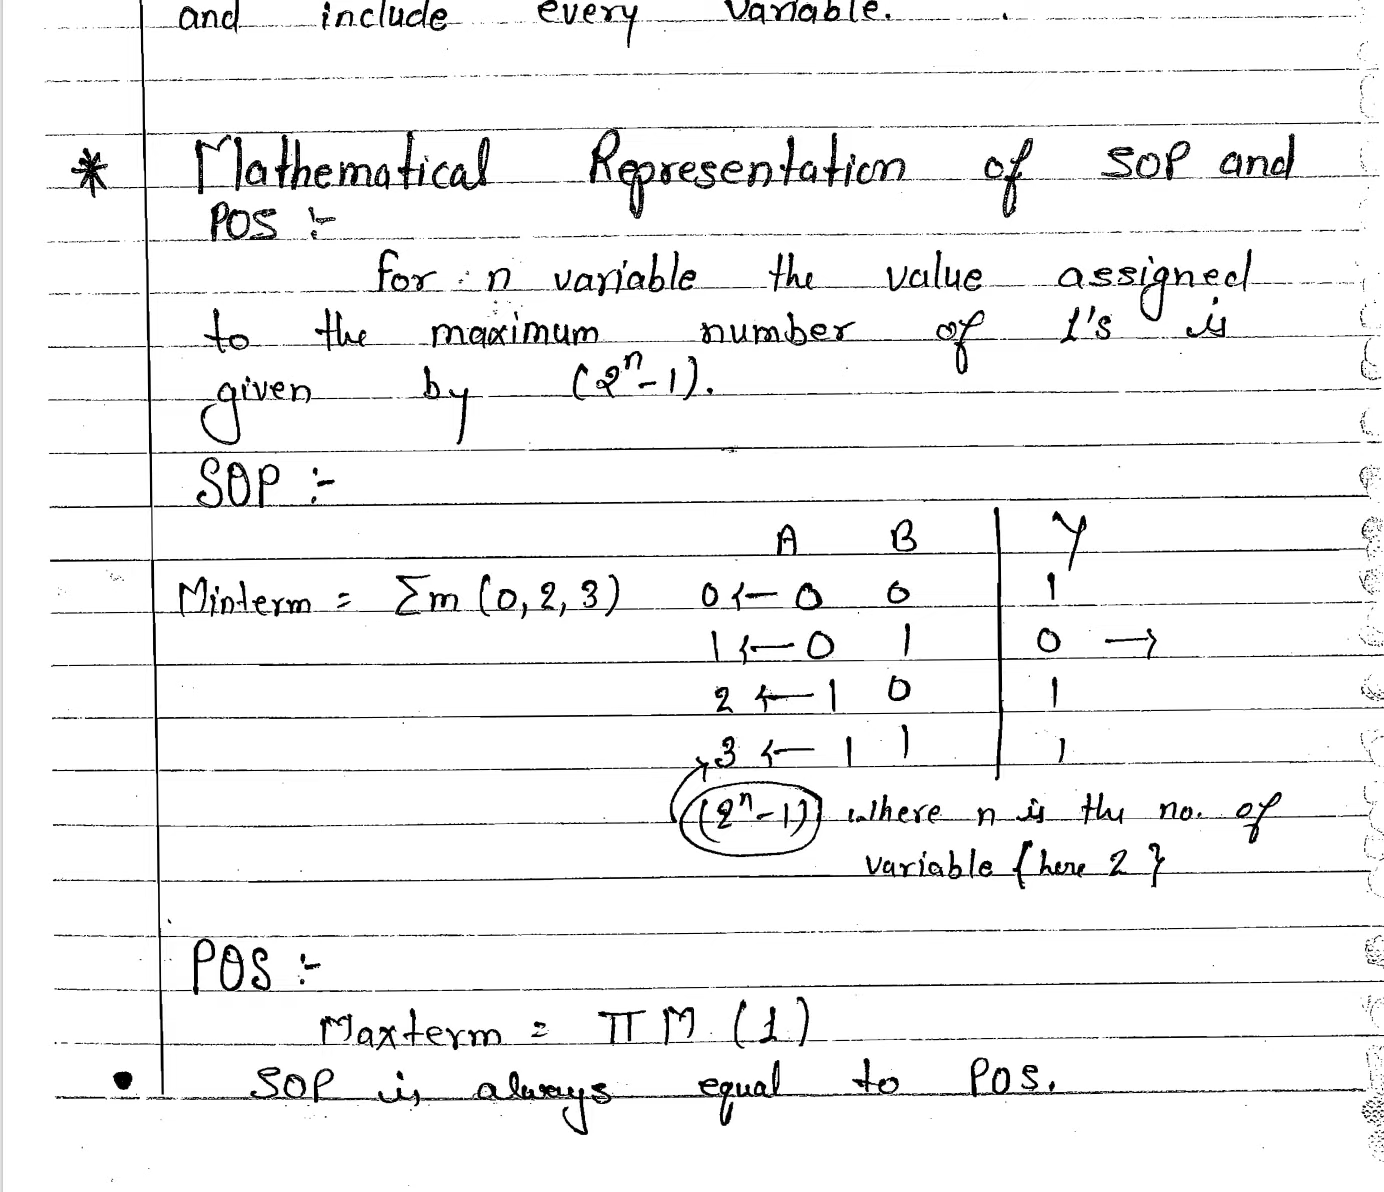 and include every variable.
* Mathematical Representation of SOP and
POS :-
for n variable the value assigned
to the maximum number of 1's is
given by (2ⁿ-1).
SOP :-
A B Y
Minterm = Σm (0, 2, 3) 0 ← 0 0 1
1 ← 0 1 0 →
2 ← 1 0 1
3 ← 1 1 1
(2ⁿ-1) where n is the no. of
variable {here 2}
POS :-
Maxterm = π M (1)
• SOP is always equal to POS.